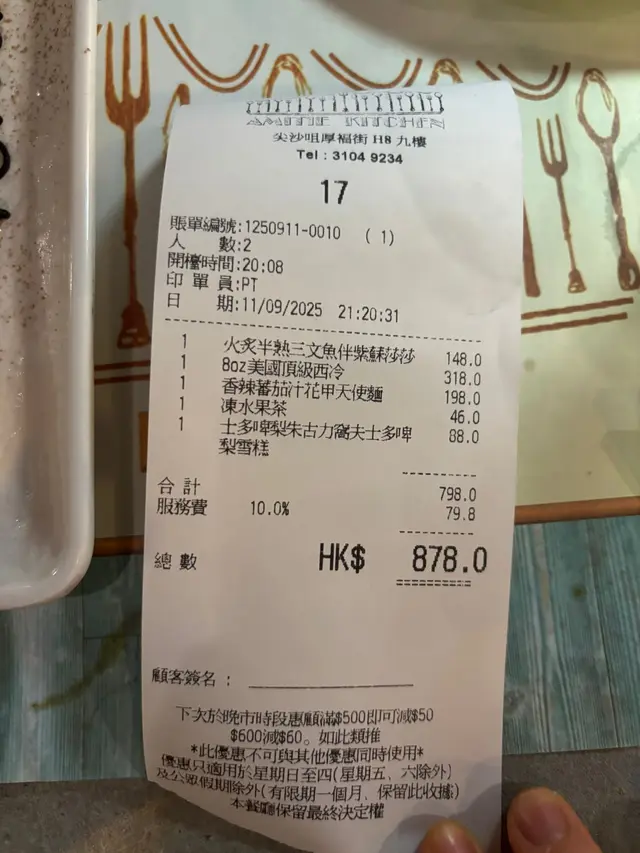 AMITIE KITCHEN
尖沙咀厚福街 H8 九樓
Tel : 3104 9234
17
賬單編號:1250911-0010 ( 1)
人 數:2
開檯時間:20:08
印 單 員:PT
日 期:11/09/2025 21:20:31
1 火炙半熟三文魚伴紫蘇莎莎 148.0
1 8oz美國頂級西冷 318.0
1 香辣蕃茄汁花甲天使麵 198.0
1 凍水果茶 46.0
1 士多啤梨朱古力窩夫士多啤 88.0
梨雪糕
合 計 798.0
服務費 10.0% 79.8
總 數 HK$ 878.0
顧客簽名 :
下次於晚市時段惠顧滿$500即可減$50
$600減$60。如此類推
*此優惠不可與其他優惠同時使用*
優惠只適用於星期日至四(星期五、六除外)
及公眾假期除外(有限期一個月，保留此收據)
本餐廳保留最終決定權